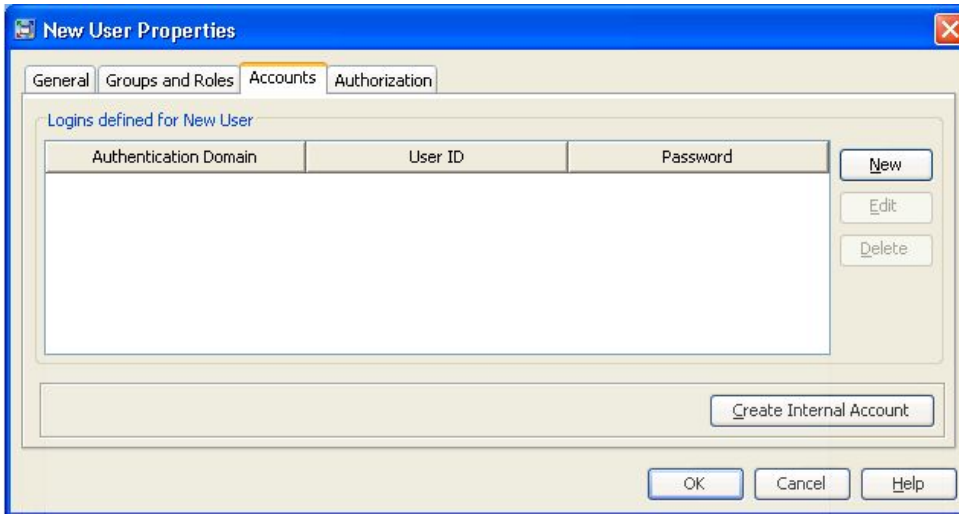 New User Properties
General Groups and Roles Accounts Authorization
Logins defined for New User
Authentication Domain User ID Password
New
Edit
Delete
Create Internal Account
OK Cancel Help